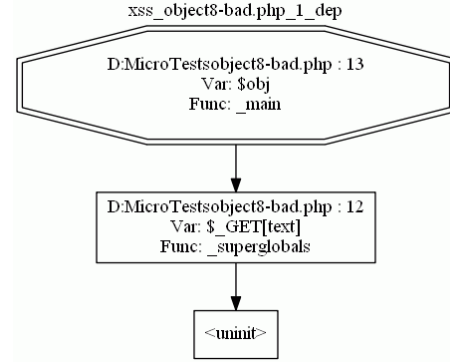 xss_object8-bad.php_1_dep
D:MicroTestsobject8-bad.php : 13
Var: $obj
Func: _main
D:MicroTestsobject8-bad.php : 12
Var: $_GET[text]
Func: _superglobals
<uninit>